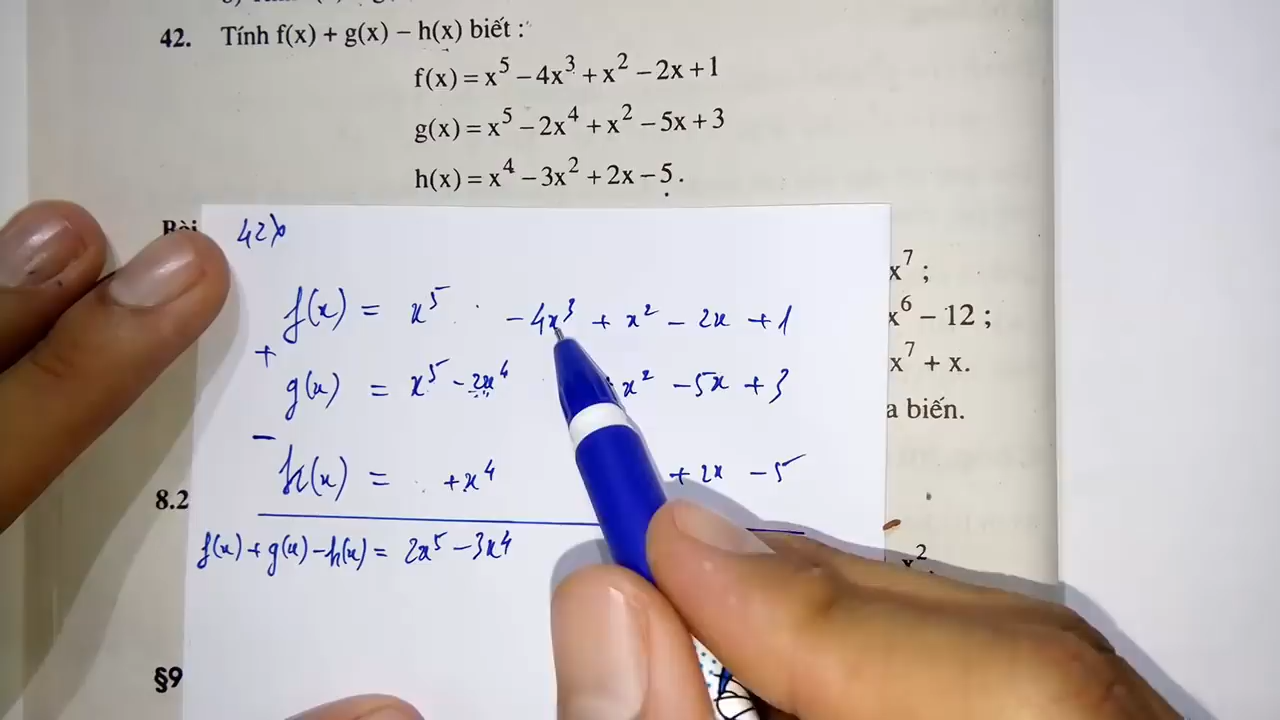 42. Tính f(x) + g(x) – h(x) biết :
f(x) = x⁵ – 4x³ + x² – 2x + 1
g(x) = x⁵ – 2x⁴ + x² – 5x + 3
h(x) = x⁴ – 3x² + 2x – 5.
42)
f(x) = x⁵ - 4x³ + x² - 2x + 1
+
g(x) = x⁵ - 2x⁴ x² - 5x + 3
-
h(x) = + x⁴ + 2x - 5
f(x) + g(x) - h(x) = 2x⁵ - 3x⁴
x⁷ ;
x⁶ – 12 ;
x⁷ + x.
a biến.
8.2
x²
§9